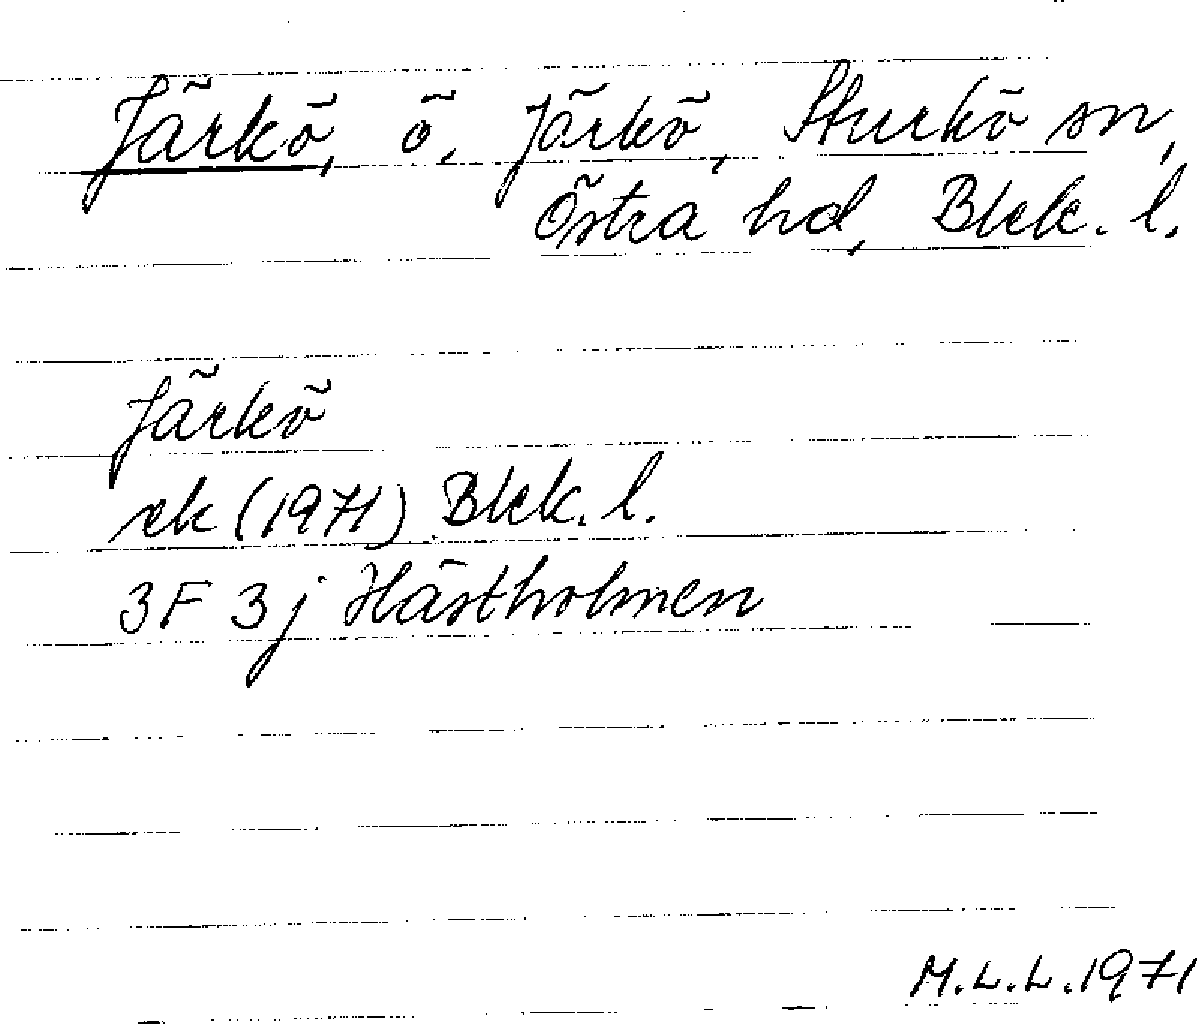 Järkö, ö, Järkö, Sturkö sn,
Östra hd, Blek. l.
Järkö
ek (1971) Blek. l.
3F 3j Hästholmen
M.L.L. 1971